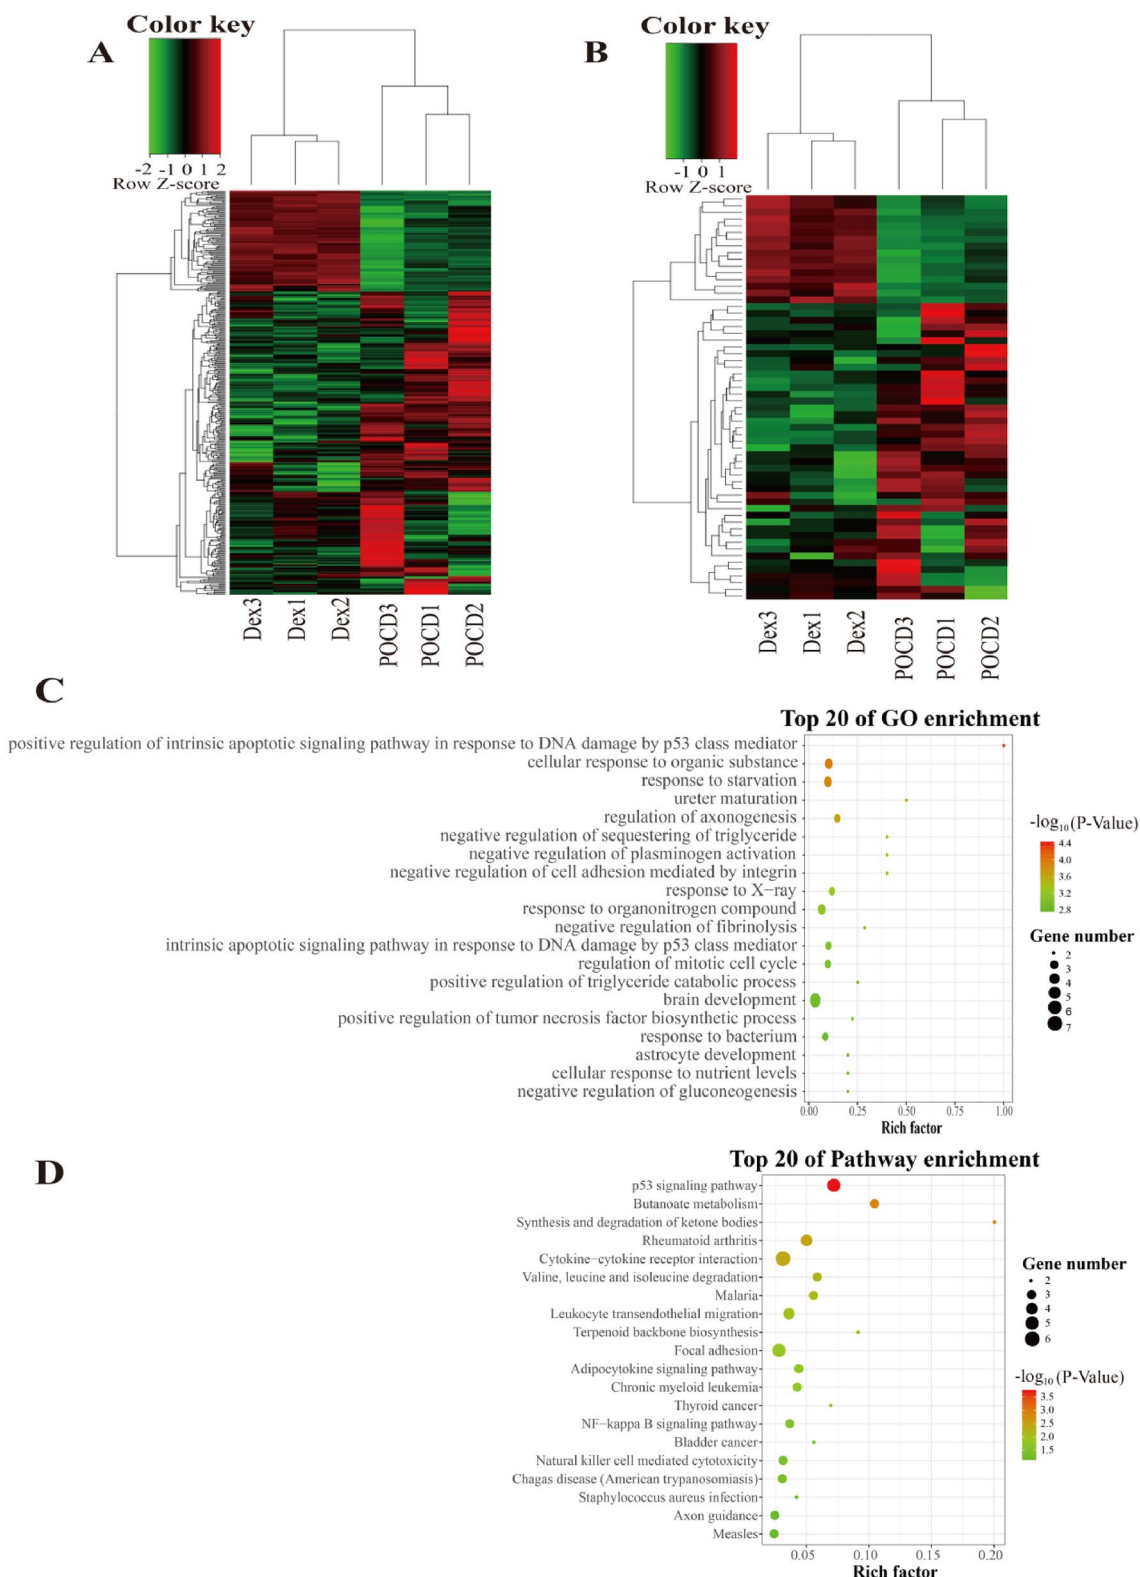 A
Color key
-2 -1 0 1 2
Row Z-score
Dex3
Dex1
Dex2
POCD3
POCD1
POCD2
B
Color key
-1 1
Row Z-score
Dex3
Dex1
Dex2
POCD3
POCD1
POCD2
C
Top 20 of GO enrichment
positive regulation of intrinsic apoptotic signaling pathway in response to DNA damage by p53 class mediator
cellular response to organic substance
response to starvation
ureter maturation
regulation of axonogenesis
negative regulation of sequestering of triglyceride
negative regulation of plasminogen activation
negative regulation of cell adhesion mediated by integrin
response to X−ray
response to organonitrogen compound
negative regulation of fibrinolysis
intrinsic apoptotic signaling pathway in response to DNA damage by p53 class mediator
regulation of mitotic cell cycle
positive regulation of triglyceride catabolic process
brain development
positive regulation of tumor necrosis factor biosynthetic process
response to bacterium
astrocyte development
cellular response to nutrient levels
negative regulation of gluconeogenesis
0.00 0.25 0.50 0.75 1.00
Rich factor
-log₁₀(P-Value)
4.4
4.0
3.6
3.2
2.8
Gene number
2
3
4
5
6
7
D
Top 20 of Pathway enrichment
p53 signaling pathway
Butanoate metabolism
Synthesis and degradation of ketone bodies
Rheumatoid arthritis
Cytokine−cytokine receptor interaction
Valine, leucine and isoleucine degradation
Malaria
Leukocyte transendothelial migration
Terpenoid backbone biosynthesis
Focal adhesion
Adipocytokine signaling pathway
Chronic myeloid leukemia
Thyroid cancer
NF−kappa B signaling pathway
Bladder cancer
Natural killer cell mediated cytotoxicity
Chagas disease (American trypanosomiasis)
Staphylococcus aureus infection
Axon guidance
Measles
0.05 0.10 0.15 0.20
Rich factor
Gene number
2
3
4
5
6
-log₁₀(P-Value)
3.5
3.0
2.5
2.0
1.5